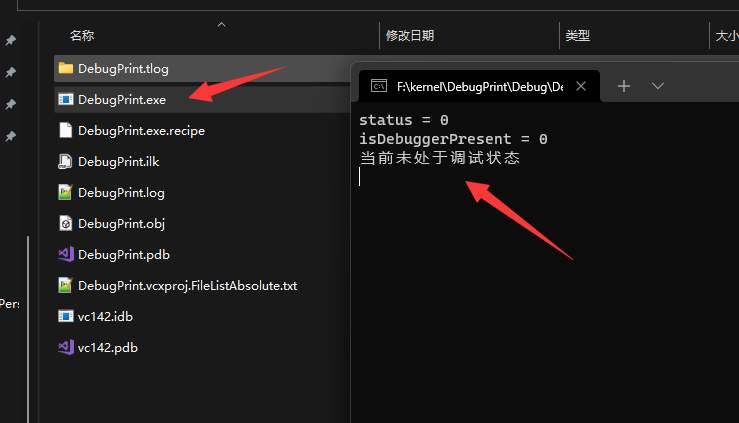 名称
修改日期
类型
大小
DebugPrint.tlog
DebugPrint.exe
DebugPrint.exe.recipe
DebugPrint.ilk
DebugPrint.log
DebugPrint.obj
DebugPrint.pdb
DebugPrint.vcxproj.FileListAbsolute.txt
vc142.idb
vc142.pdb
Pers
F:\kernel\DebugPrint\Debug\De
status = 0
isDebuggerPresent = 0
当前未处于调试状态